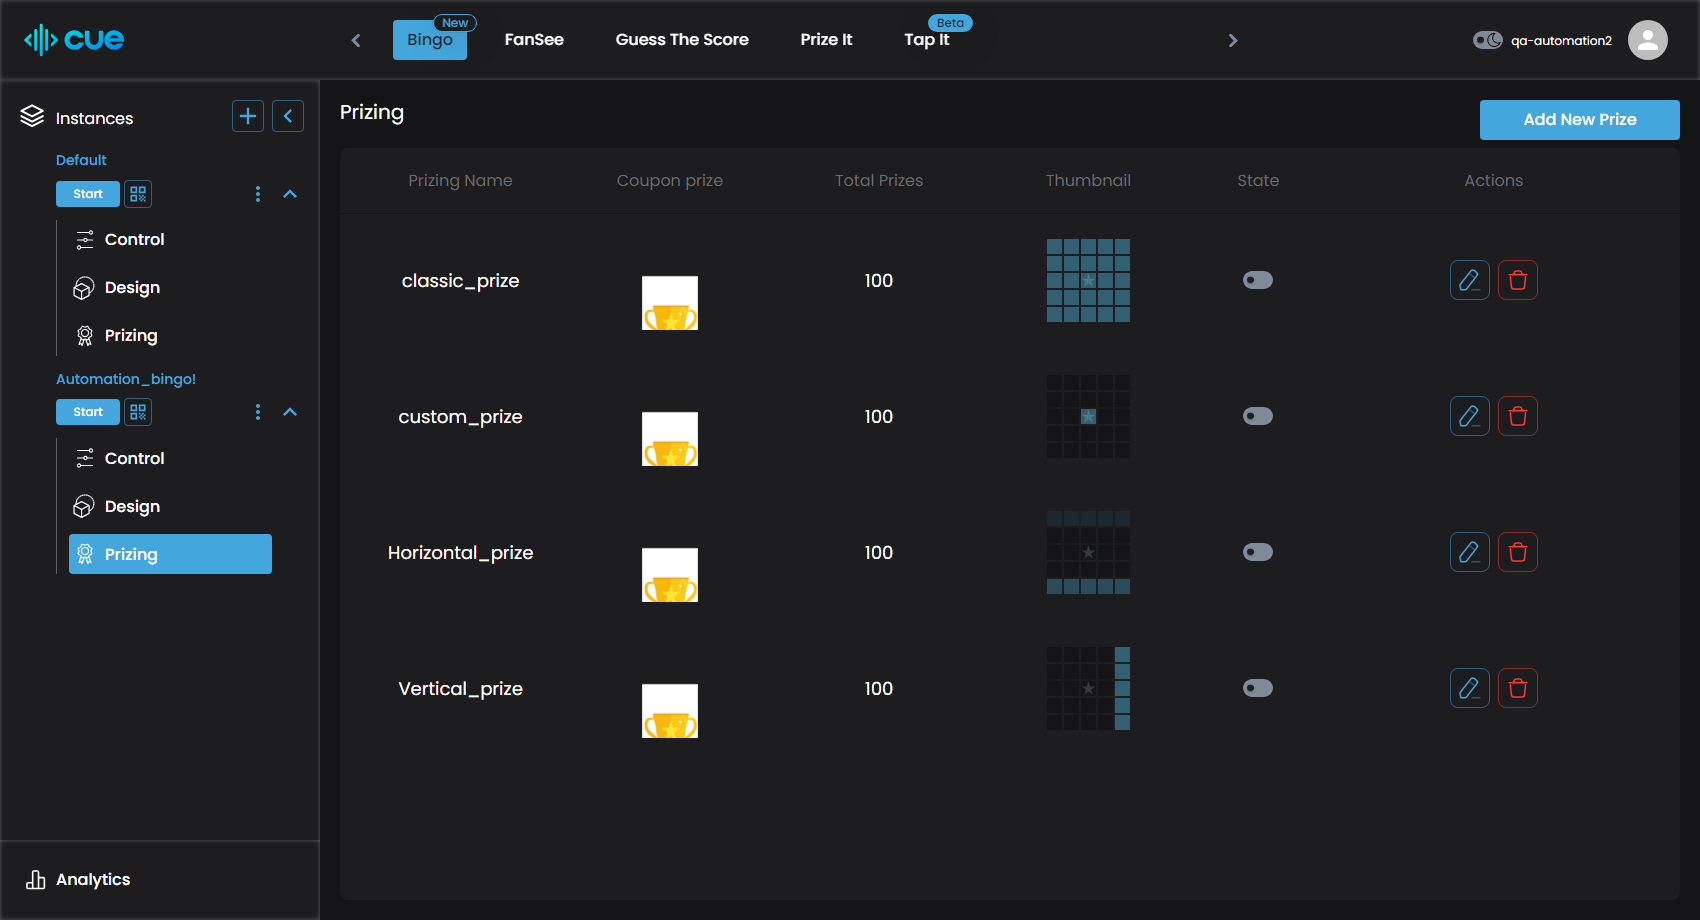 cue
Bingo
New
FanSee
Guess The Score
Prize It
Tap It
Beta
qa-automation2
Instances
Default
Start
Control
Design
Prizing
Automation_bingo!
Start
Control
Design
Prizing
Analytics
Prizing
Add New Prize
Prizing Name Coupon prize Total Prizes Thumbnail State Actions
classic_prize 100
custom_prize 100
Horizontal_prize 100
Vertical_prize 100